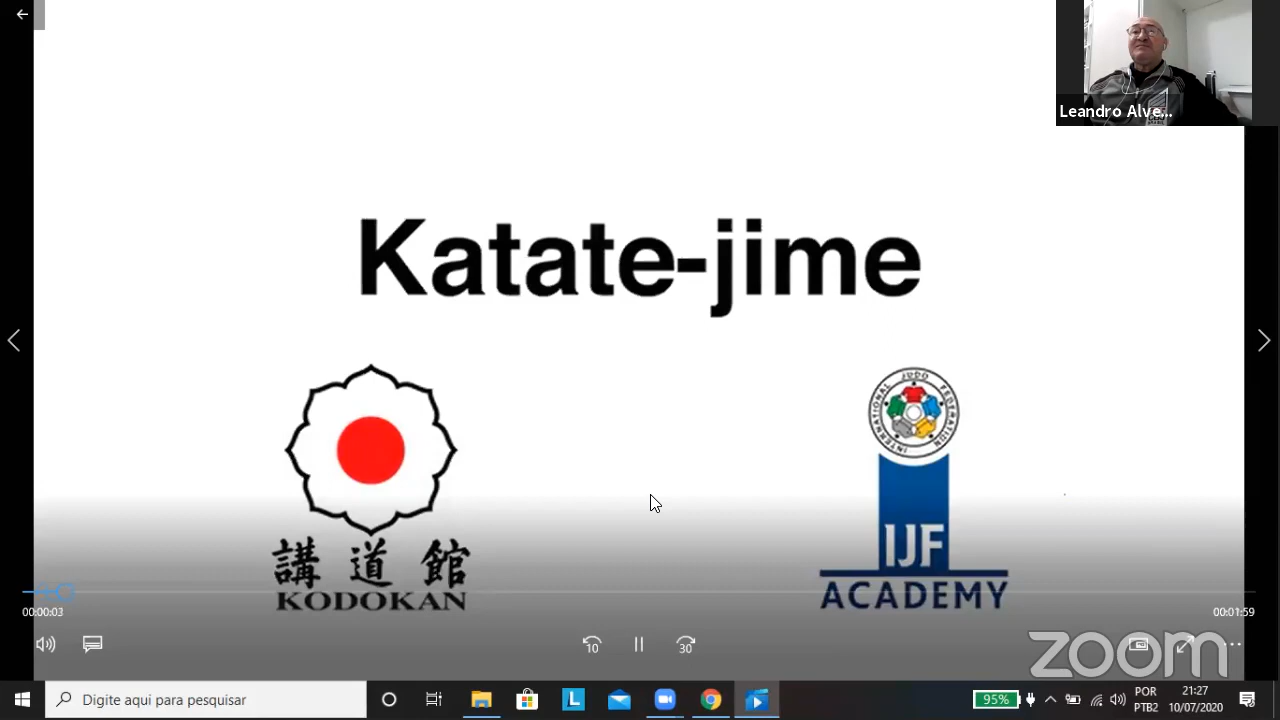 Leandro Alve...
Katate-jime
INTERNATIONAL JUDO FEDERATION
講道館
KODOKAN
IJF
ACADEMY
00:00:03
00:01:59
10
30
zoom
Digite aqui para pesquisar
L
95%
POR
PTB2
21:27
10/07/2020